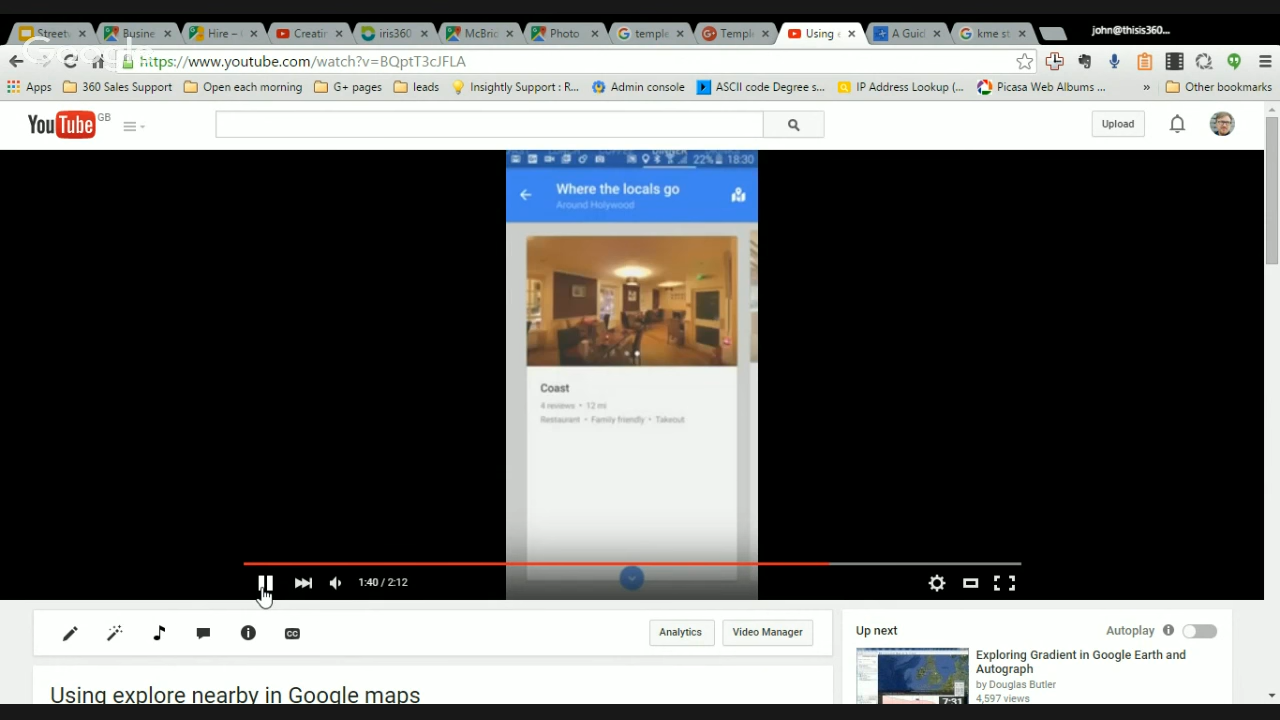 Streetv
Busine
Hire –
Creatin
iris360
McBric
Photo
temple
Templ
Using e
A Guid
kme st
john@thisis360...
Google
https://www.youtube.com/watch?v=
Apps
360 Sales Support
Open each morning
G+ pages
leads
Insightly Support : R...
Admin console
ASCII code Degree s...
IP Address Lookup (...
Picasa Web Albums ...
»
Other bookmarks
YouTube GB
Upload
22% 18:30
Where the locals go
Around Holywood
Coast
4 reviews • 12 mi
Restaurant • Family friendly • Takeout
1:40 / 2:12
CC
Analytics
Video Manager
Up next
Autoplay
Using explore nearby in Google maps
Exploring Gradient in Google Earth and
Autograph
by Douglas Butler
4,597 views
7:31